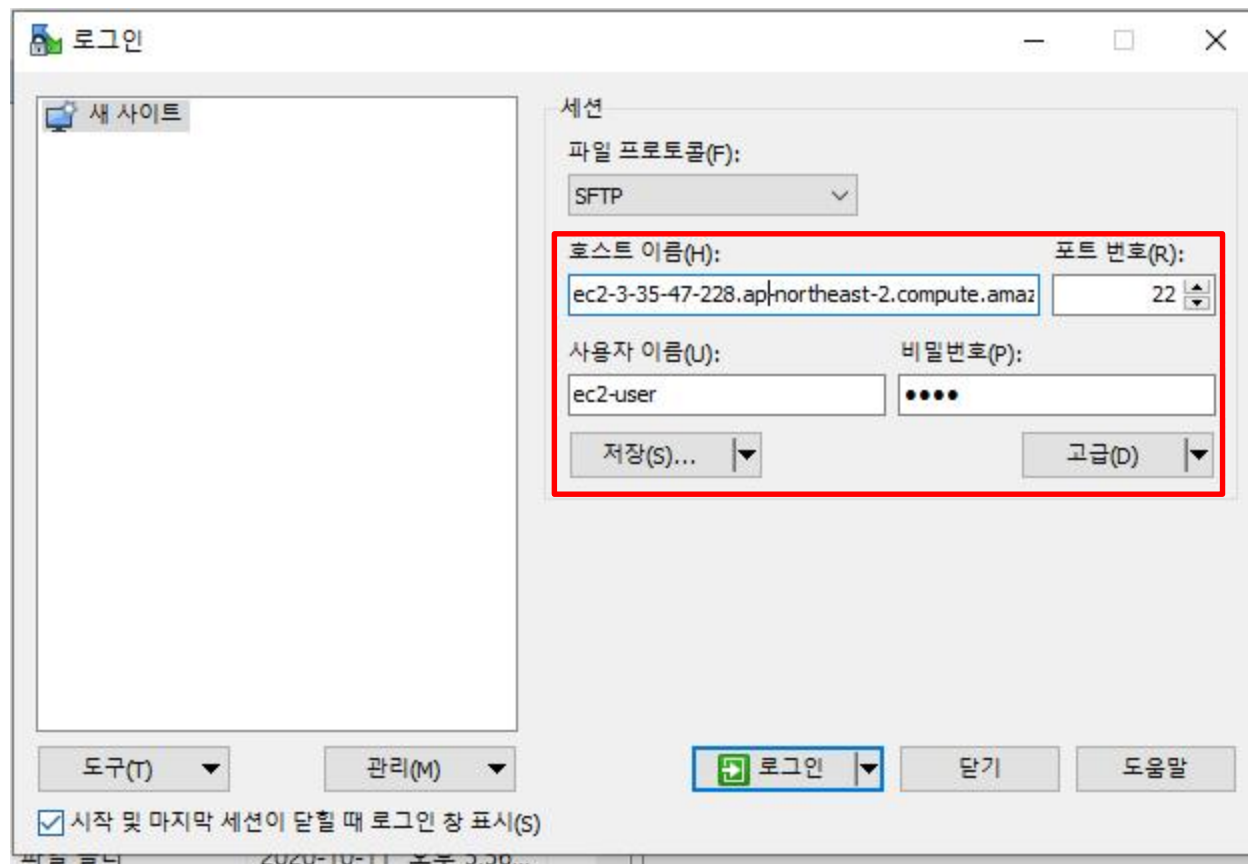 로그인
새 사이트
세션
파일 프로토콜(F):
SFTP
호스트 이름(H): 포트 번호(R):
ec2-3-35-47-228.ap-northeast-2.compute.amaz 22
사용자 이름(U): 비밀번호(P):
ec2-user ●●●●
저장(S)... 고급(D)
도구(T) 관리(M) 로그인 닫기 도움말
시작 및 마지막 세션이 닫힐 때 로그인 창 표시(S)